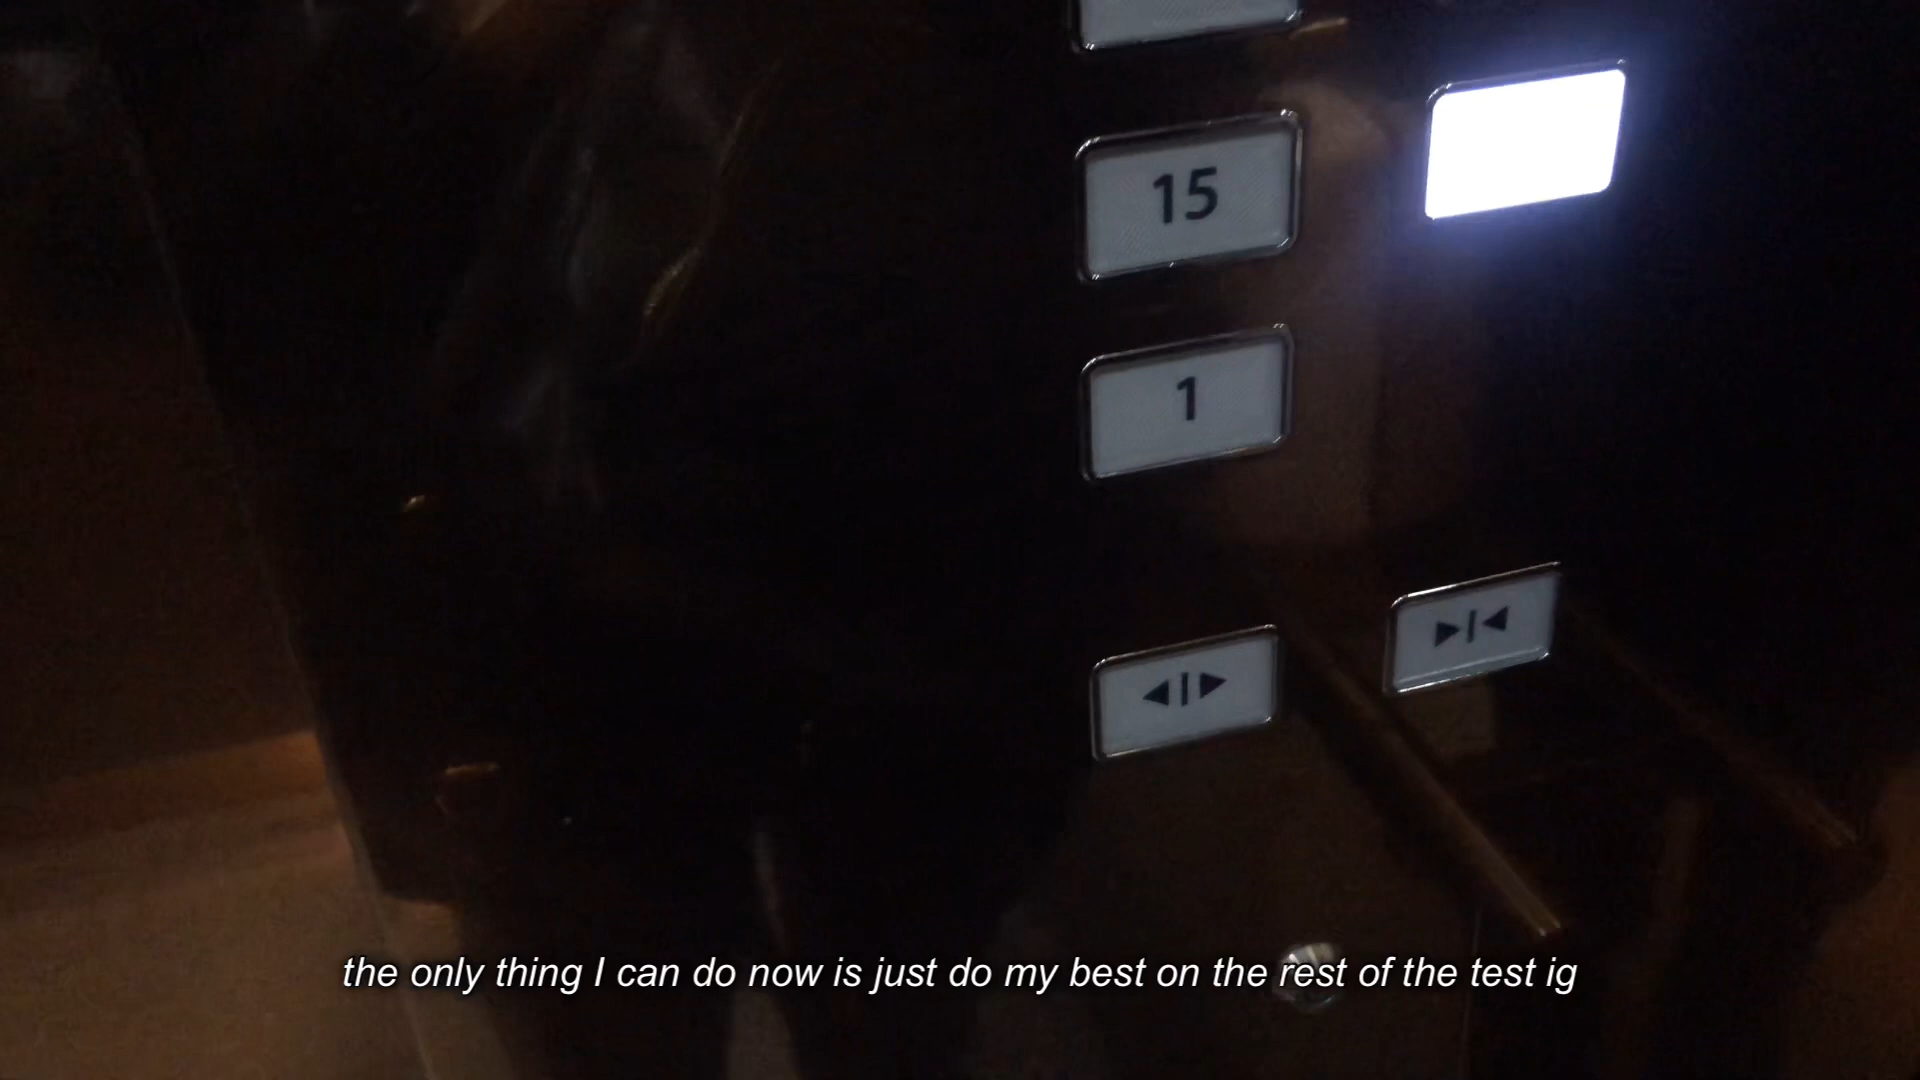 15
1
the only thing I can do now is just do my best on the rest of the test ig